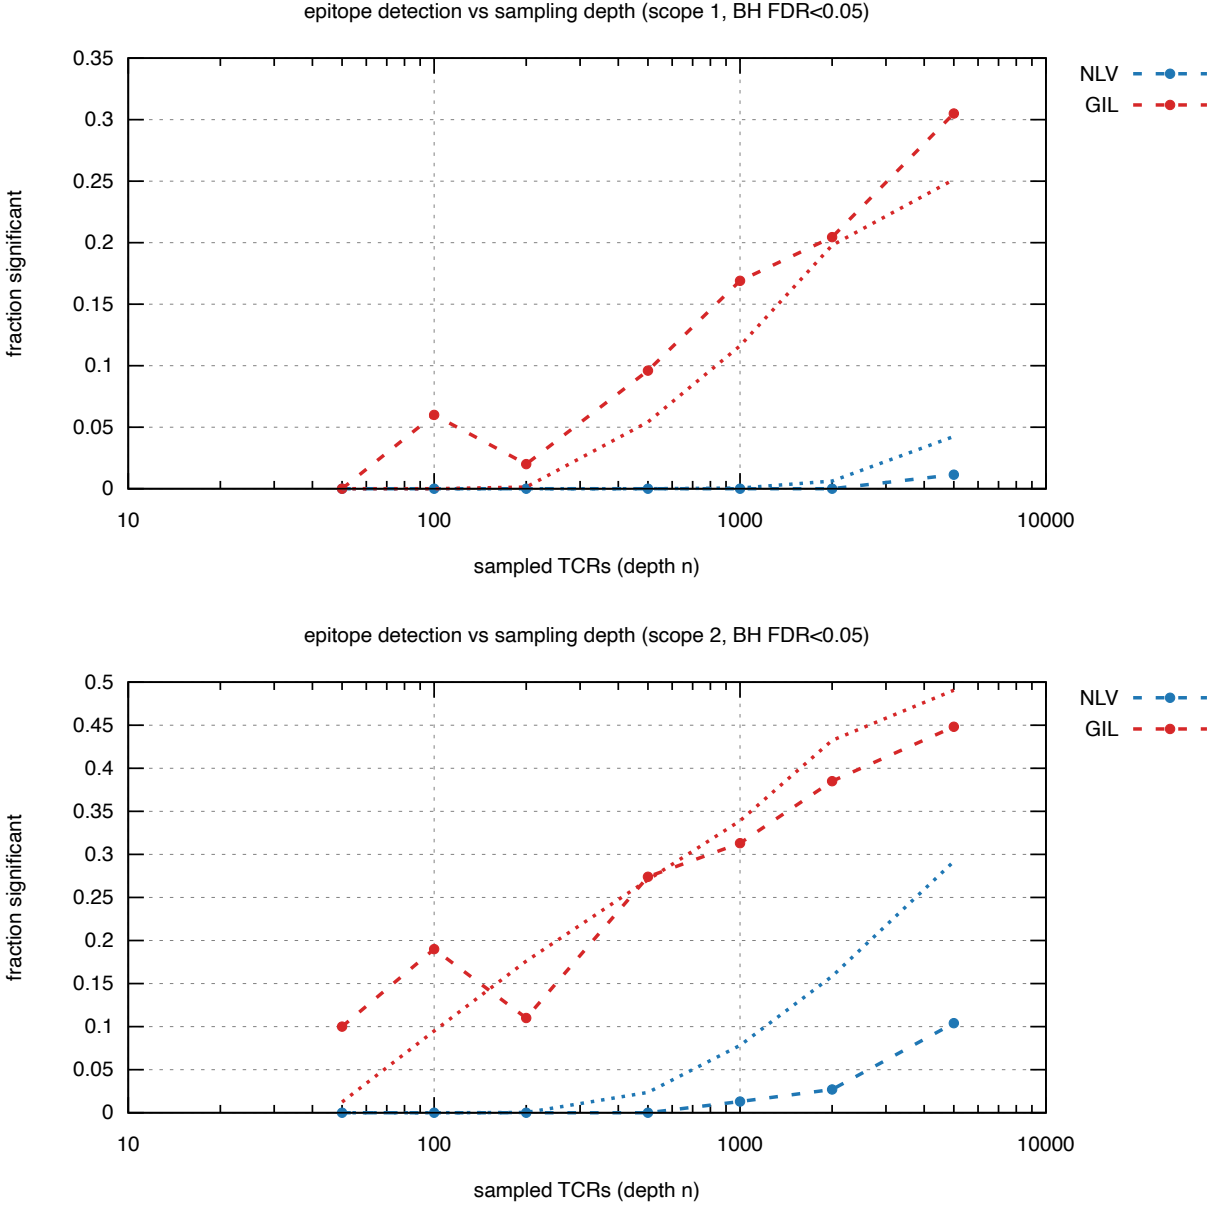 epitope detection vs sampling depth (scope 1, BH FDR<0.05)
0.35
0.3
0.25
0.2
0.15
0.1
0.05
0
fraction significant
10 100 1000 10000
sampled TCRs (depth n)
NLV
GIL
epitope detection vs sampling depth (scope 2, BH FDR<0.05)
0.5
0.45
0.4
0.35
0.3
0.25
0.2
0.15
0.1
0.05
0
fraction significant
10 100 1000 10000
sampled TCRs (depth n)
NLV
GIL